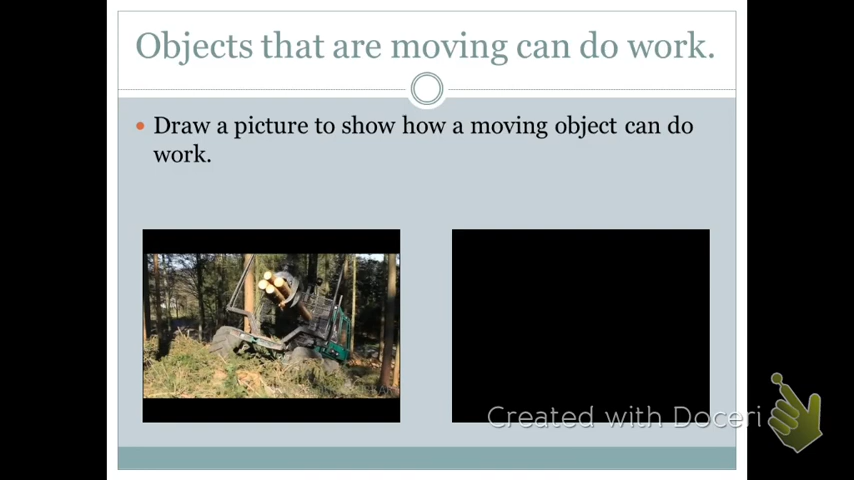 Objects that are moving can do work.
Draw a picture to show how a moving object can do
work.
Created with Doceri